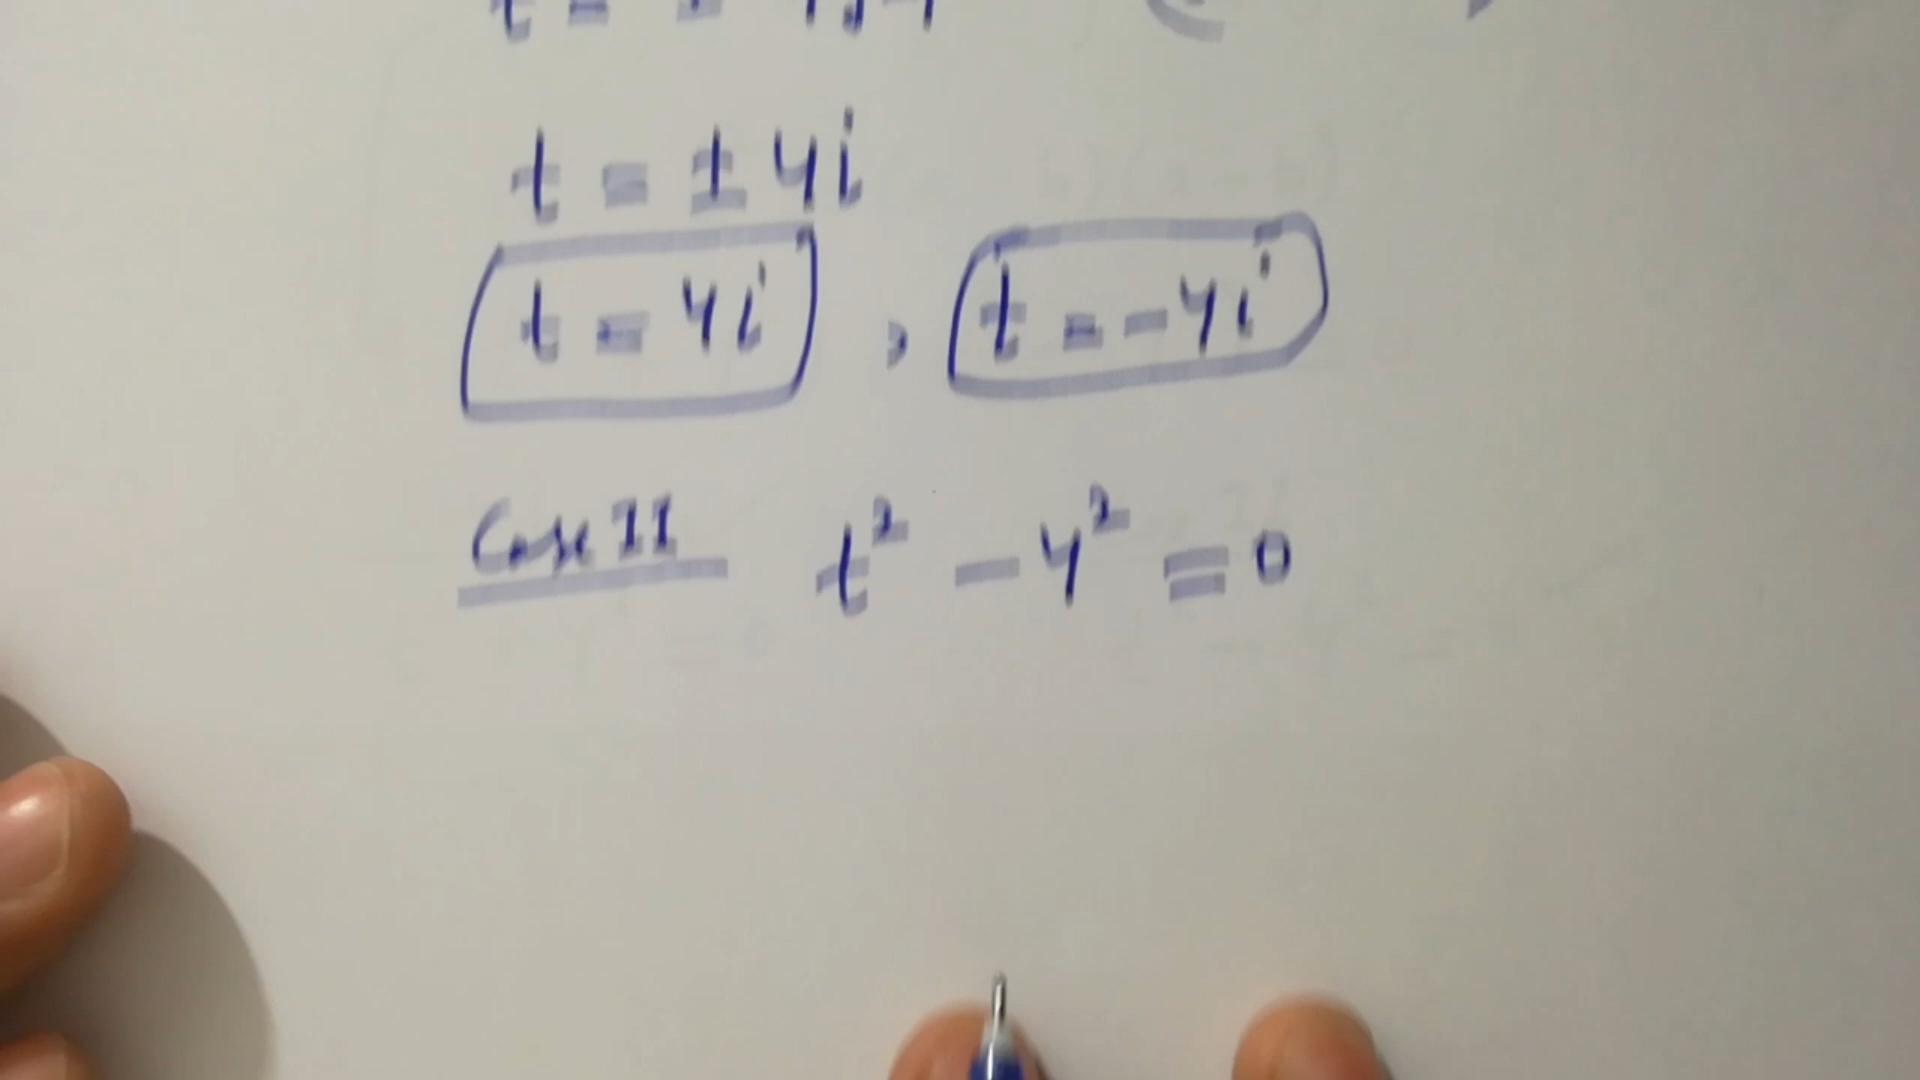 t = ± 4i
t = 4i , t = -4i
Case II t² - 4² = 0